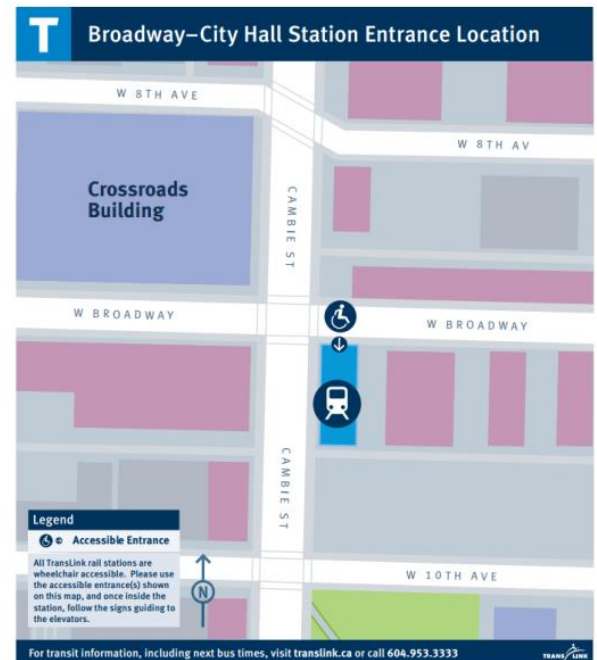 T
Broadway–City Hall Station Entrance Location
W 8TH AVE
W 8TH AV
Crossroads
Building
CAMBIE ST
W BROADWAY
W BROADWAY
CAMBIE ST
Legend
Accessible Entrance
All TransLink rail stations are
wheelchair accessible. Please use
the accessible entrance(s) shown
on this map, and once inside the
station, follow the signs guiding to
the elevators.
N
W 10TH AVE
For transit information, including next bus times, visit translink.ca or call 604.953.3333
TRANS LINK